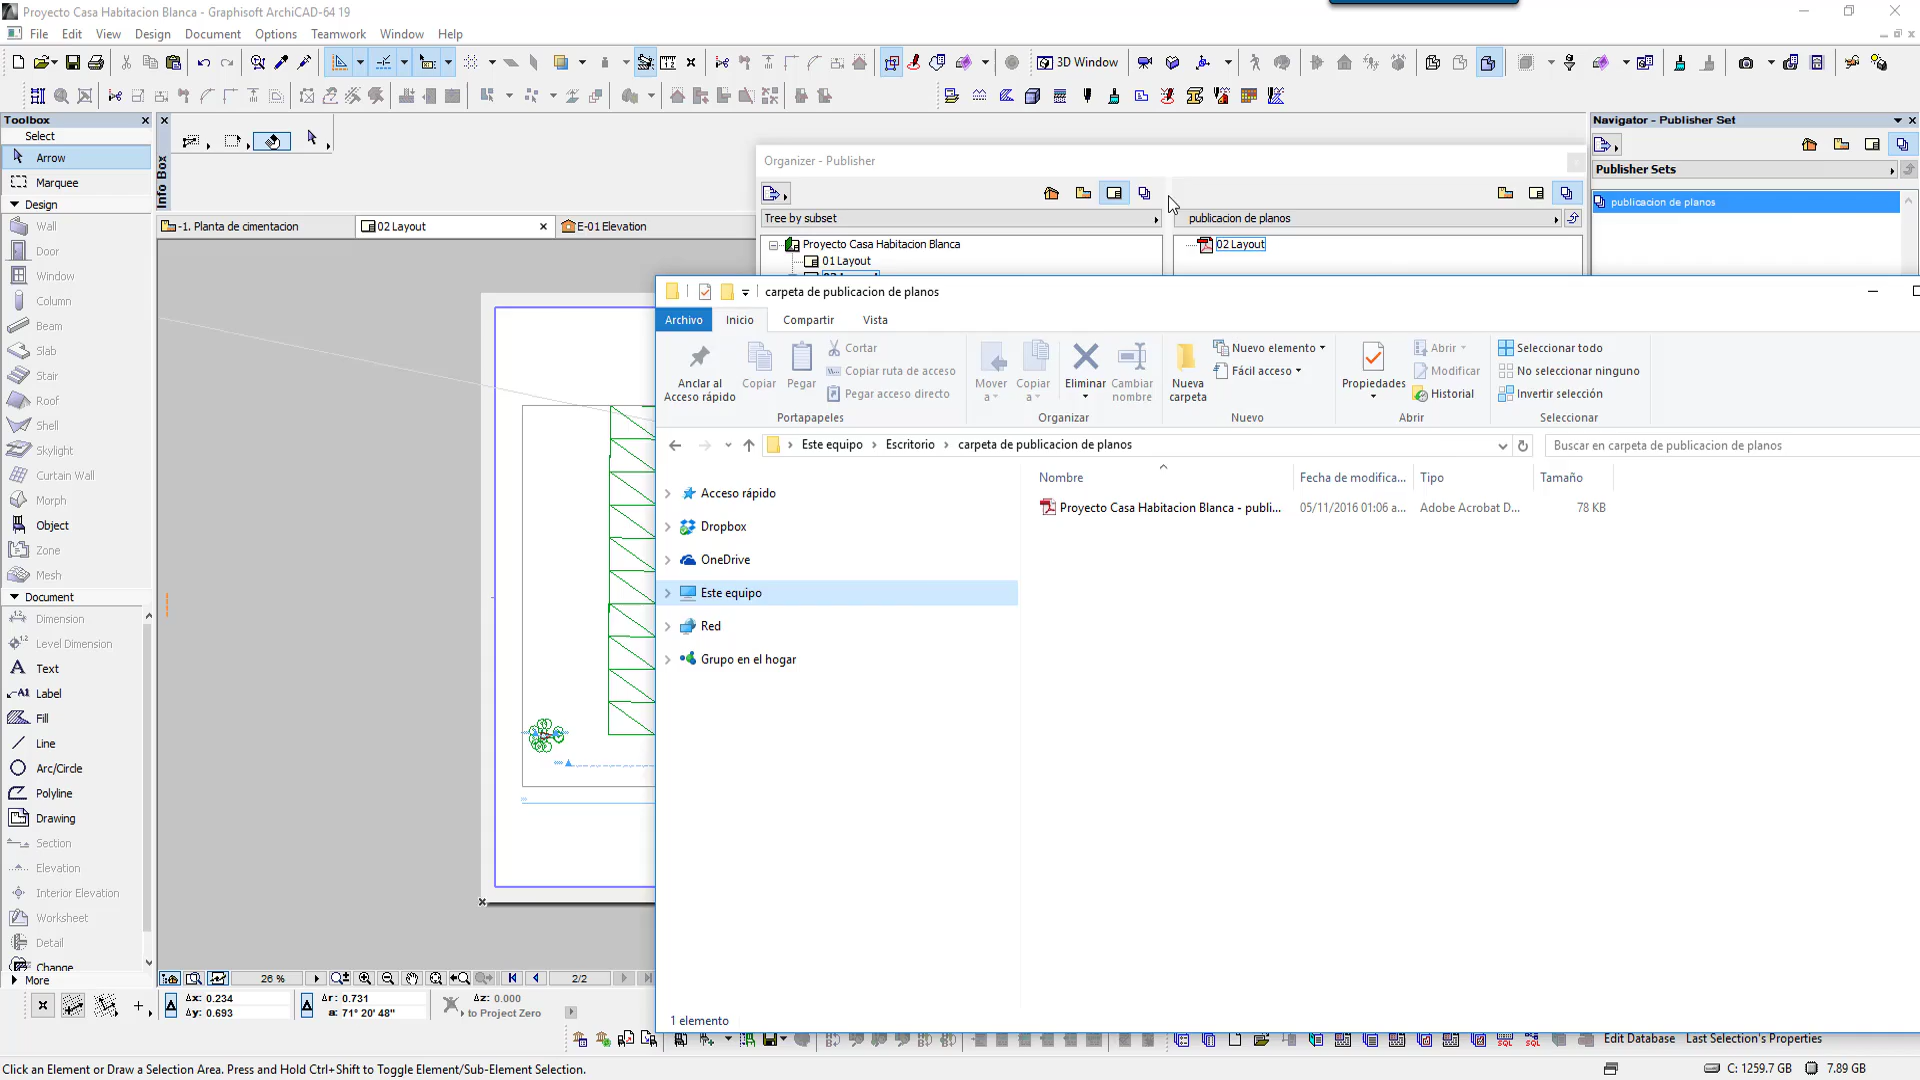 Proyecto Casa Habitacion Blanca - Graphisoft ArchiCAD-64 19
File Edit View Design Document Options Teamwork Window Help
3D Window
Toolbox
Select
Arrow
Marquee
Design
Wall
Door
Window
Column
Beam
Slab
Stair
Roof
Shell
Skylight
Curtain Wall
Morph
Object
Zone
Mesh
Document
Dimension
Level Dimension
Text
Label
Fill
Line
Arc/Circle
Polyline
Drawing
Section
Elevation
Interior Elevation
Worksheet
Detail
Change
More
Info Box
-1. Planta de cimentacion
02 Layout
E-01 Elevation
Organizer - Publisher
Tree by subset
publicacion de planos
Proyecto Casa Habitacion Blanca
01 Layout
02 Layout
Navigator - Publisher Set
Publisher Sets
publicacion de planos
carpeta de publicacion de planos
Archivo Inicio Compartir Vista
Anclar al Acceso rápido
Copiar
Pegar
Cortar
Copiar ruta de acceso
Pegar acceso directo
Portapapeles
Mover a
Copiar a
Eliminar
Cambiar nombre
Organizar
Nueva carpeta
Nuevo elemento
Fácil acceso
Nuevo
Propiedades
Abrir
Modificar
Historial
Abrir
Seleccionar todo
No seleccionar ninguno
Invertir selección
Seleccionar
Este equipo Escritorio carpeta de publicacion de planos
Buscar en carpeta de publicacion de planos
Acceso rápido
Dropbox
OneDrive
Este equipo
Red
Grupo en el hogar
Nombre Fecha de modifica... Tipo Tamaño
Proyecto Casa Habitacion Blanca - publi... 05/11/2016 01:06 a... Adobe Acrobat D... 78 KB
1 elemento
26 %
2/2
Δx: 0.234
Δy: 0.693
Δr: 0.731
a: 71° 20' 48"
Δz: 0.000
to Project Zero
Edit Database Last Selection's Properties
Click an Element or Draw a Selection Area. Press and Hold Ctrl+Shift to Toggle Element/Sub-Element Selection.
C: 1259.7 GB
7.89 GB